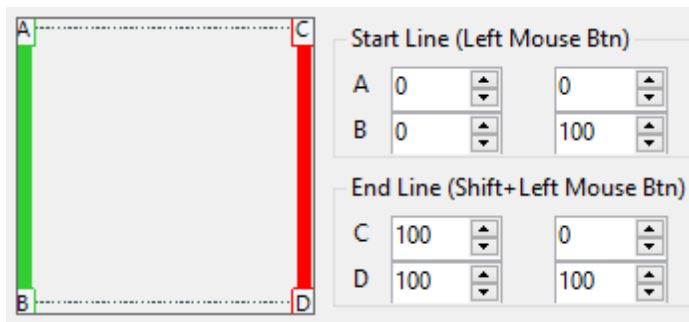 A C
B D
Start Line (Left Mouse Btn)
A 0 0
B 0 100
End Line (Shift+Left Mouse Btn)
C 100 0
D 100 100